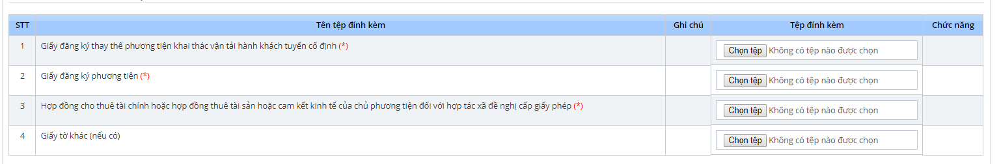 STT Tên tệp đính kèm Ghi chú Tệp đính kèm Chức năng
1 Giấy đăng ký thay thế phương tiện khai thác vận tải hành khách tuyến cố định (*) Chọn tệp Không có tệp nào được chọn
2 Giấy đăng ký phương tiện (*) Chọn tệp Không có tệp nào được chọn
3 Hợp đồng cho thuê tài chính hoặc hợp đồng thuê tài sản hoặc cam kết kinh tế của chủ phương tiện đối với hợp tác xã đề nghị cấp giấy phép (*) Chọn tệp Không có tệp nào được chọn
4 Giấy tờ khác (nếu có) Chọn tệp Không có tệp nào được chọn